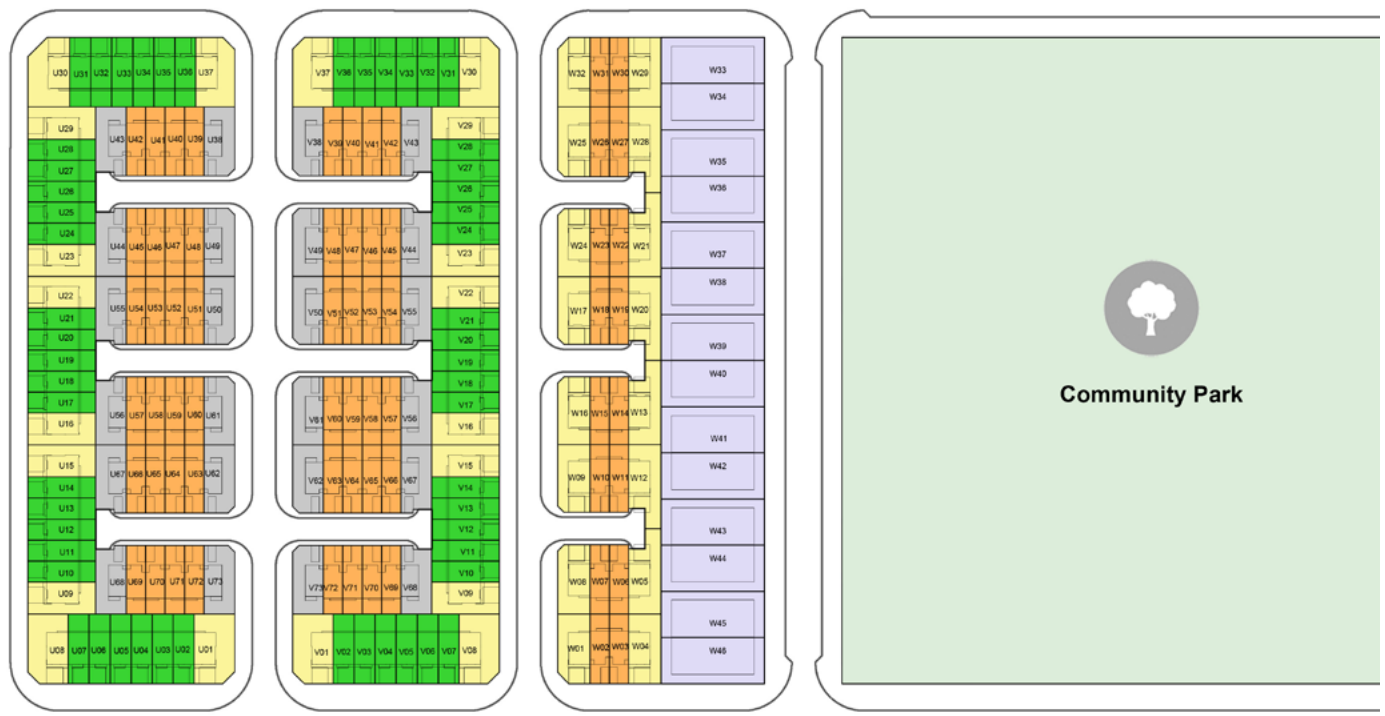 U30 U31 U32 U33 U34 U35 U36 U37
V37 V36 V35 V34 V33 V32 V31 V30
W32 W31 W30 W29
W33
W34
U29
U28
U27
U26
U25
U24
U23
U43 U42 U41 U40 U39 U38
V38 V39 V40 V41 V42 V43
V29
V28
V27
V26
V25
V24
V23
W25 W26 W27 W28
W35
W36
U44 U45 U46 U47 U48 U49
V49 V48 V47 V46 V45 V44
W24 W23 W22 W21
W37
W38
U22
U21
U20
U19
U18
U17
U16
U55 U54 U53 U52 U51 U50
V50 V51 V52 V53 V54 V55
V22
V21
V20
V19
V18
V17
V16
W17 W18 W19 W20
W39
W40
Community Park
U56 U57 U58 U59 U60 U61
V61 V60 V59 V58 V57 V56
W16 W15 W14 W13
W41
W42
U15
U14
U13
U12
U11
U10
U09
U67 U66 U65 U64 U63 U62
V62 V63 V64 V65 V66 V67
V15
V14
V13
V12
V11
V10
V09
W09 W10 W11 W12
W43
W44
U68 U69 U70 U71 U72 U73
V73 V72 V71 V70 V69 V68
W08 W07 W06 W05
W45
W46
U08 U07 U06 U05 U04 U03 U02 U01
V01 V02 V03 V04 V05 V06 V07 V08
W01 W02 W03 W04